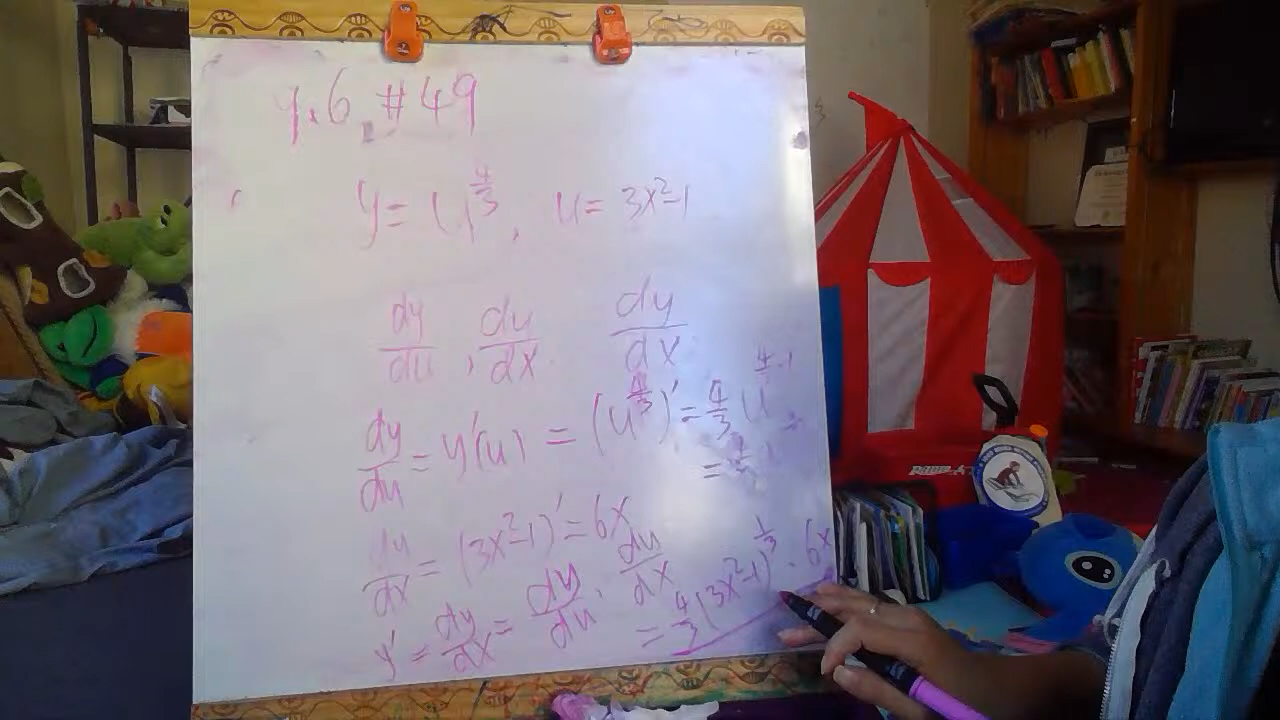 4.6 #49
y = u^{4/3}, u = 3x²-1
dy/du , du/dx dy/dx
dy/du = y'(u) = (u^{4/3})' = 4/3 u^{4/3 - 1} =
=
du/dx = (3x²-1)' = 6x
y' = dy/dx = dy/du · du/dx = 4/3 (3x²-1)^{1/3} · 6x